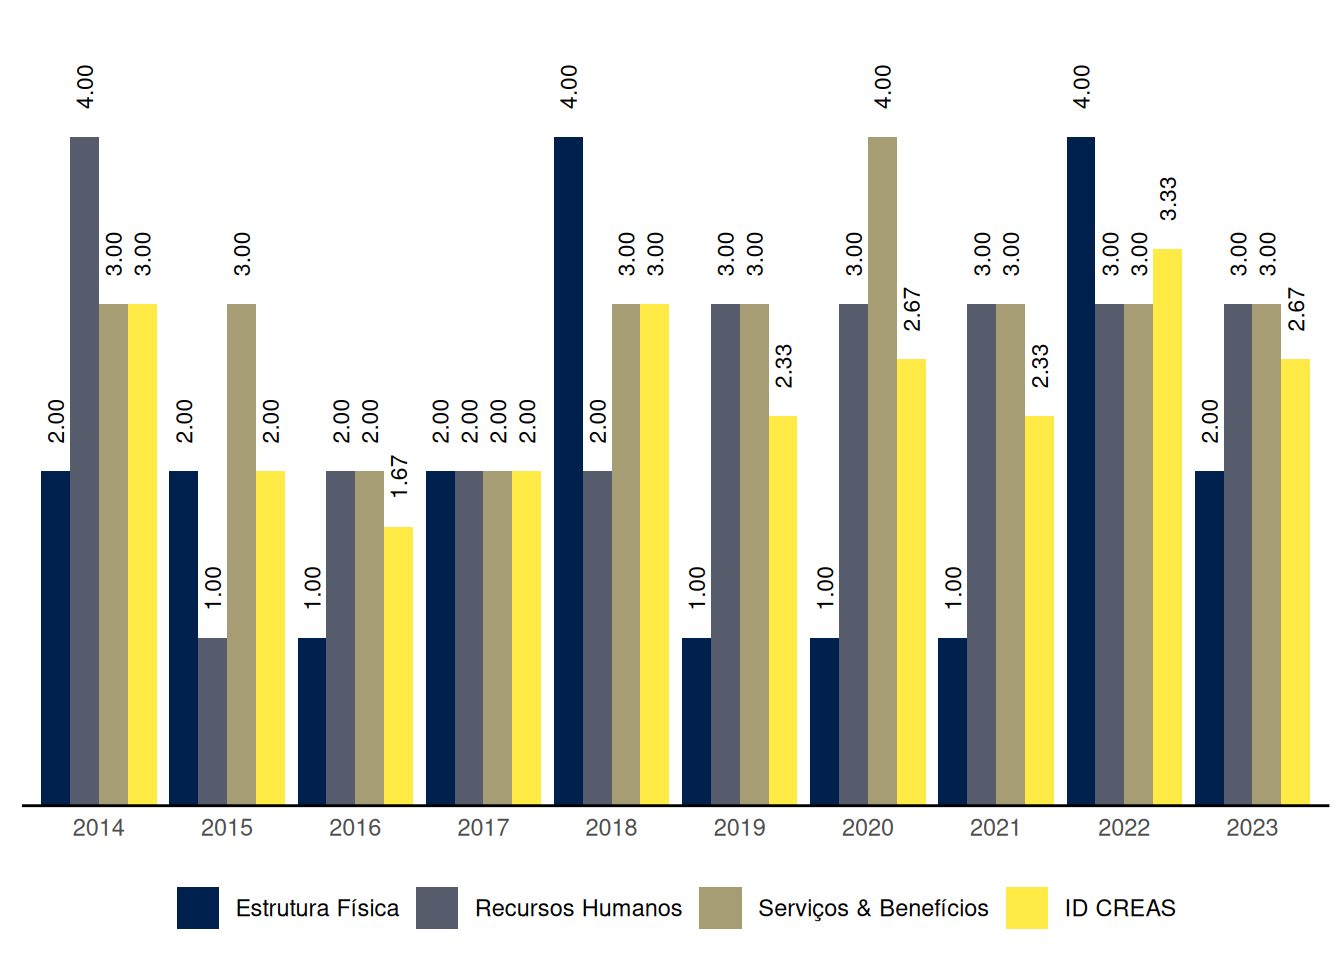 4.00 4.00 4.00 4.00
3.33
3.00 3.00 3.00 3.00 3.00 3.00 3.00 3.00 3.00 3.00 3.00 3.00 3.00 3.00
2.67 2.67
2.33 2.33
2.00 2.00 2.00 2.00 2.00 2.00 2.00 2.00 2.00 2.00 2.00
1.67
1.00 1.00 1.00 1.00 1.00
2014 2015 2016 2017 2018 2019 2020 2021 2022 2023
Estrutura Física Recursos Humanos Serviços & Benefícios ID CREAS